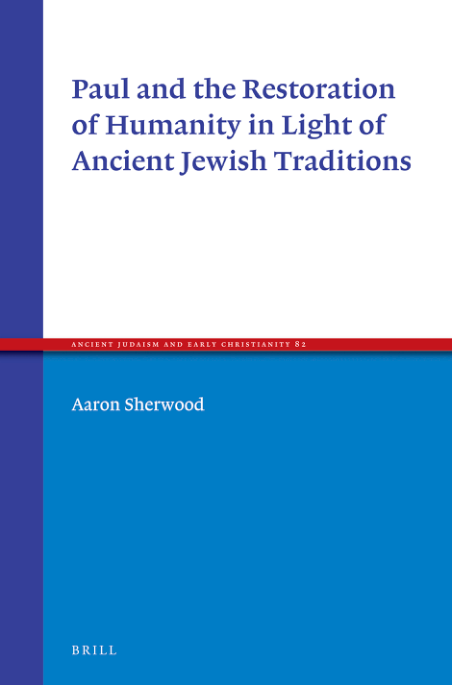 Paul and the Restoration
of Humanity in Light of
Ancient Jewish Traditions
ANCIENT JUDAISM AND EARLY CHRISTIANITY 82
Aaron Sherwood
BRILL